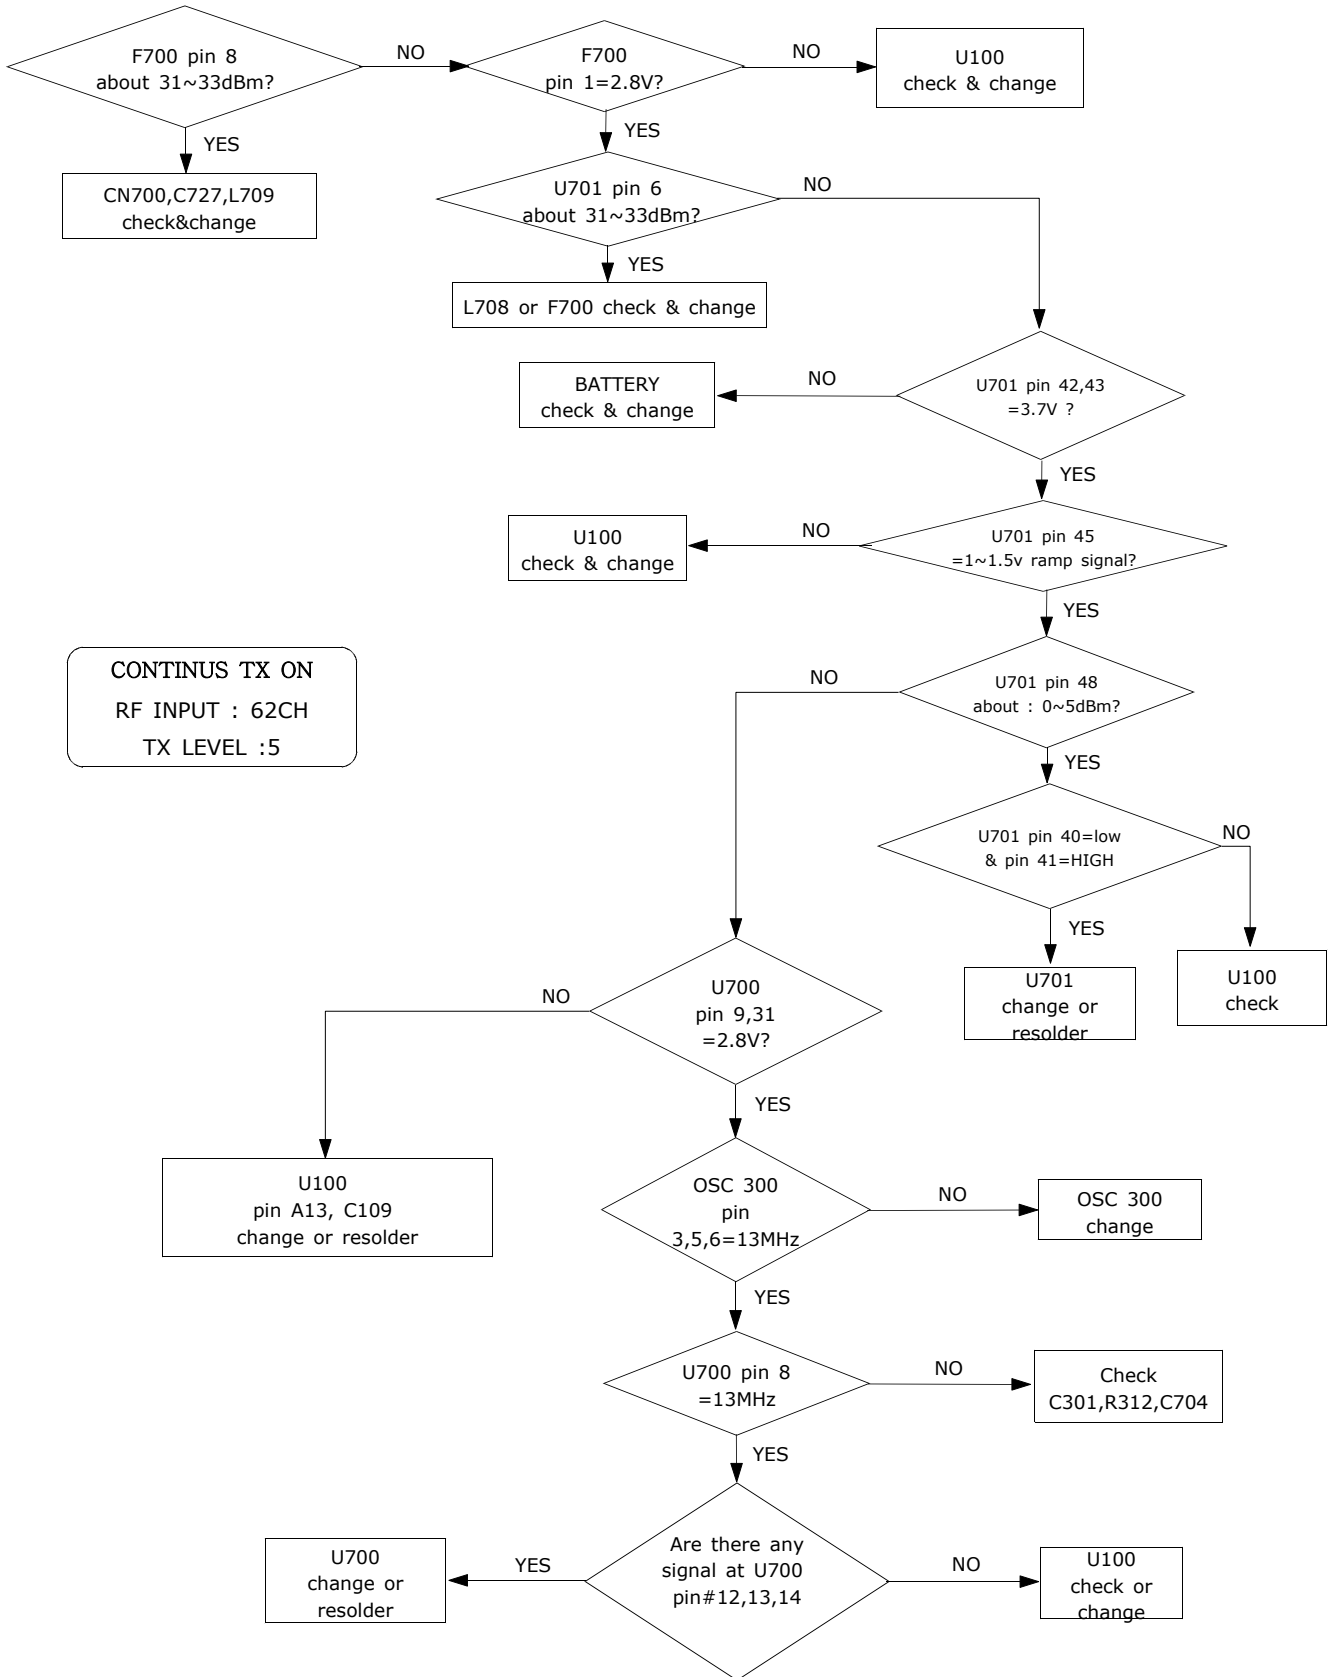 F700 pin 8
about 31~33dBm?
NO
F700
pin 1=2.8V?
NO
U100
check & change
YES
CN700,C727,L709
check&change
YES
U701 pin 6
about 31~33dBm?
NO
YES
L708 or F700 check & change
U701 pin 42,43
=3.7V ?
NO
BATTERY
check & change
YES
U701 pin 45
=1~1.5v ramp signal?
NO
U100
check & change
YES
CONTINUS TX ON
RF INPUT : 62CH
TX LEVEL :5
U701 pin 48
about : 0~5dBm?
NO
YES
U701 pin 40=low
& pin 41=HIGH
NO
YES
U701
change or
resolder
U100
check
U700
pin 9,31
=2.8V?
NO
U100
pin A13, C109
change or resolder
YES
OSC 300
pin
3,5,6=13MHz
NO
OSC 300
change
YES
U700 pin 8
=13MHz
NO
Check
C301,R312,C704
YES
Are there any
signal at U700
pin#12,13,14
YES
U700
change or
resolder
NO
U100
check or
change